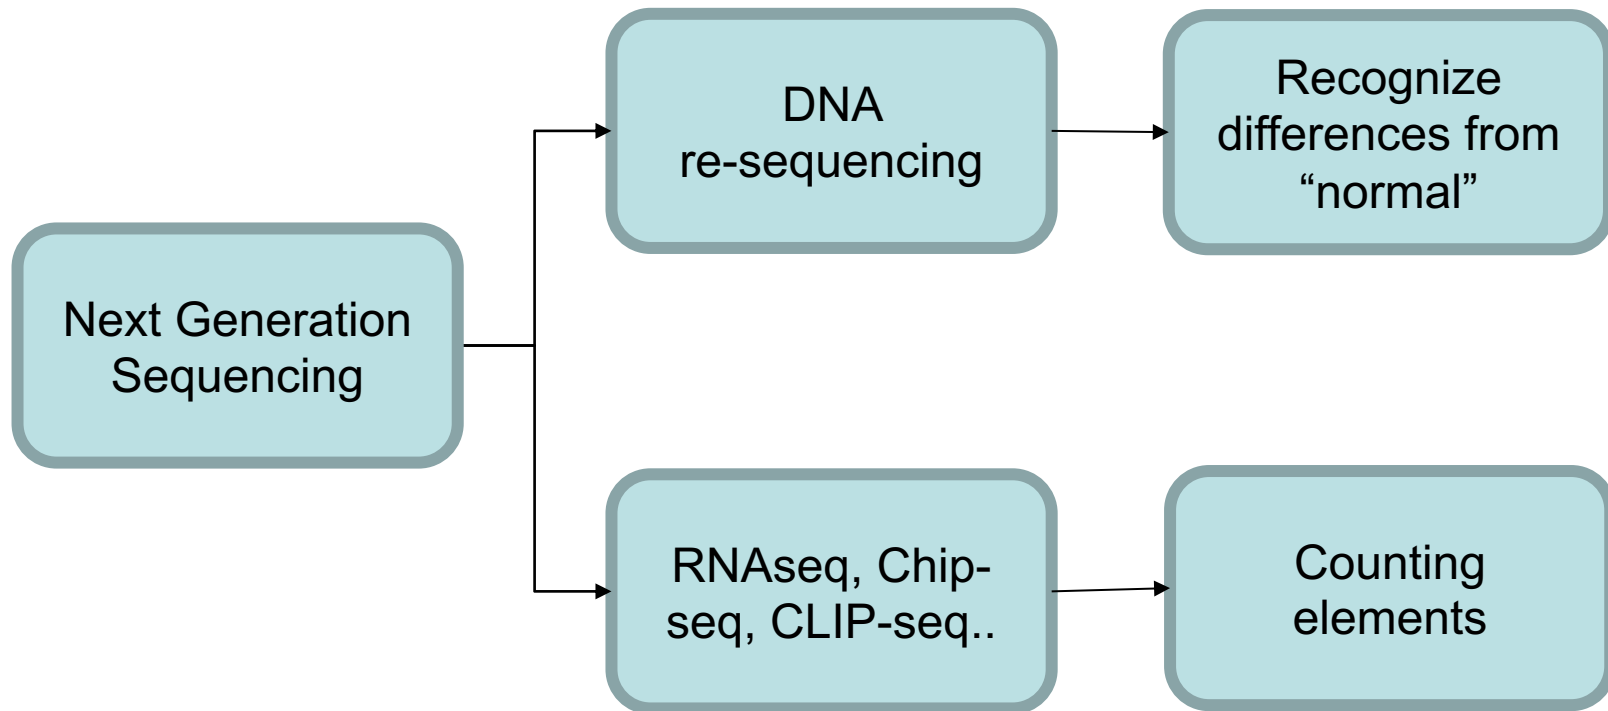 Next Generation
Sequencing
DNA
re-sequencing
Recognize
differences from
“normal”
RNAseq, Chip-
seq, CLIP-seq..
Counting
elements